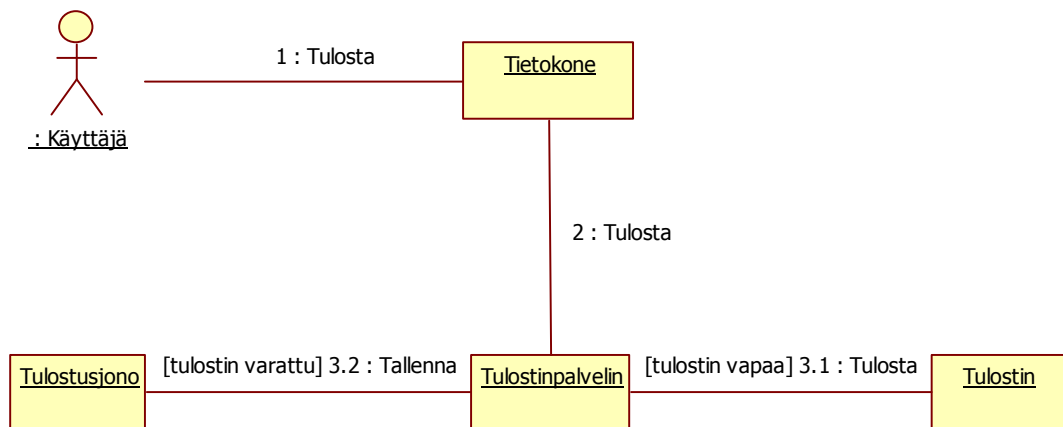 1 : Tulosta
Tietokone
: Käyttäjä
2 : Tulosta
Tulostusjono
[tulostin varattu] 3.2 : Tallenna
Tulostinpalvelin
[tulostin vapaa] 3.1 : Tulosta
Tulostin